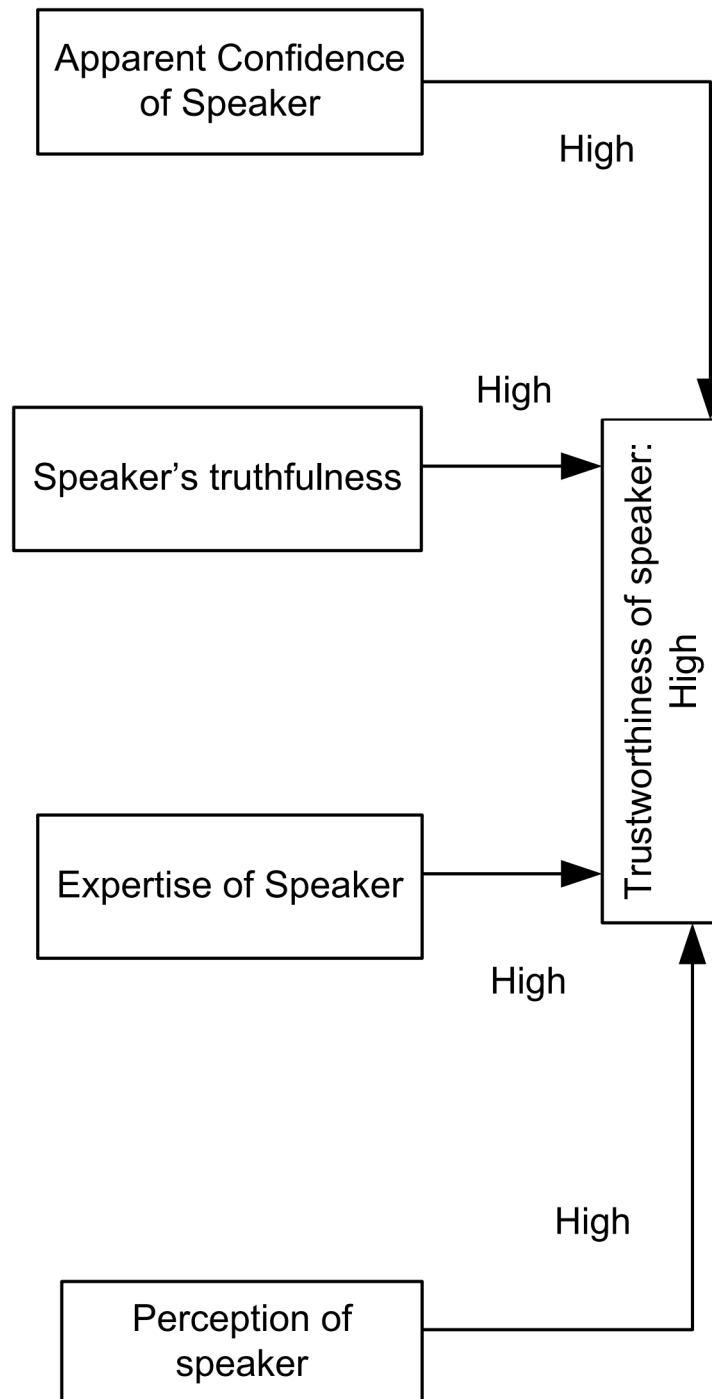 Apparent Confidence
of Speaker
High
High
Speaker’s truthfulness
Trustworthiness of speaker:
High
Expertise of Speaker
High
High
Perception of
speaker